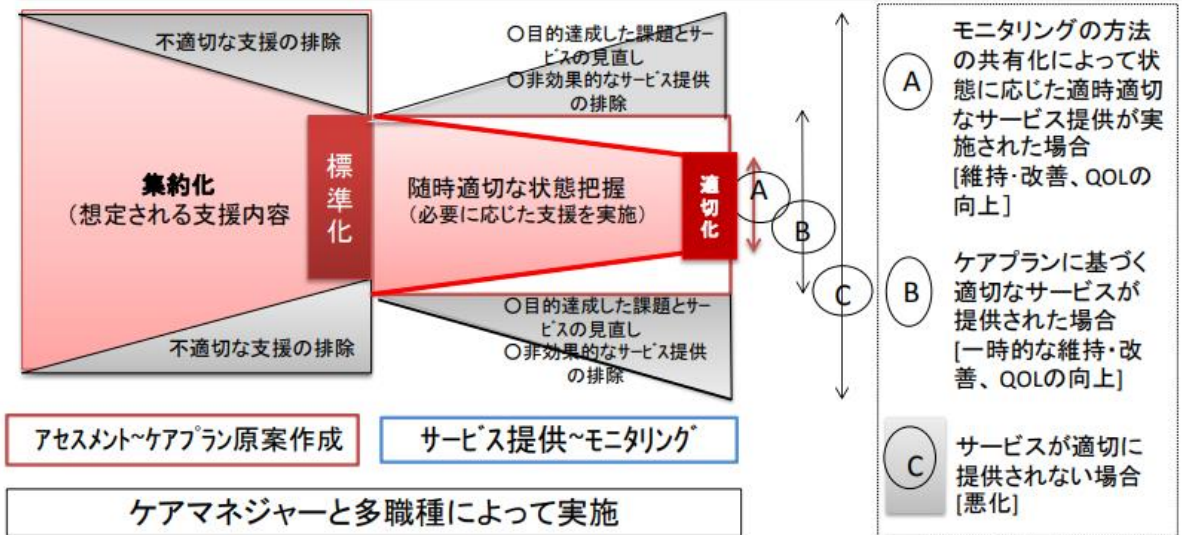 不適切な支援の排除
集約化
（想定される支援内容
不適切な支援の排除
標準化
〇目的達成した課題とサー
ビスの見直し
〇非効果的なサービス提供
の排除
随時適切な状態把握
（必要に応じた支援を実施）
適切化
〇目的達成した課題とサー
ビスの見直し
〇非効果的なサービス提供
の排除
A
B
C
A
モニタリングの方法
の共有化によって状
態に応じた適時適切
なサービス提供が実
施された場合
[維持･改善、QOLの
向上]
B
ケアプランに基づく
適切なサービスが
提供された場合
[一時的な維持･改
善、QOLの向上]
C
サービスが適切に
提供されない場合
[悪化]
アセスメント~ケアプラン原案作成
サービス提供~モニタリング
ケアマネジャーと多職種によって実施